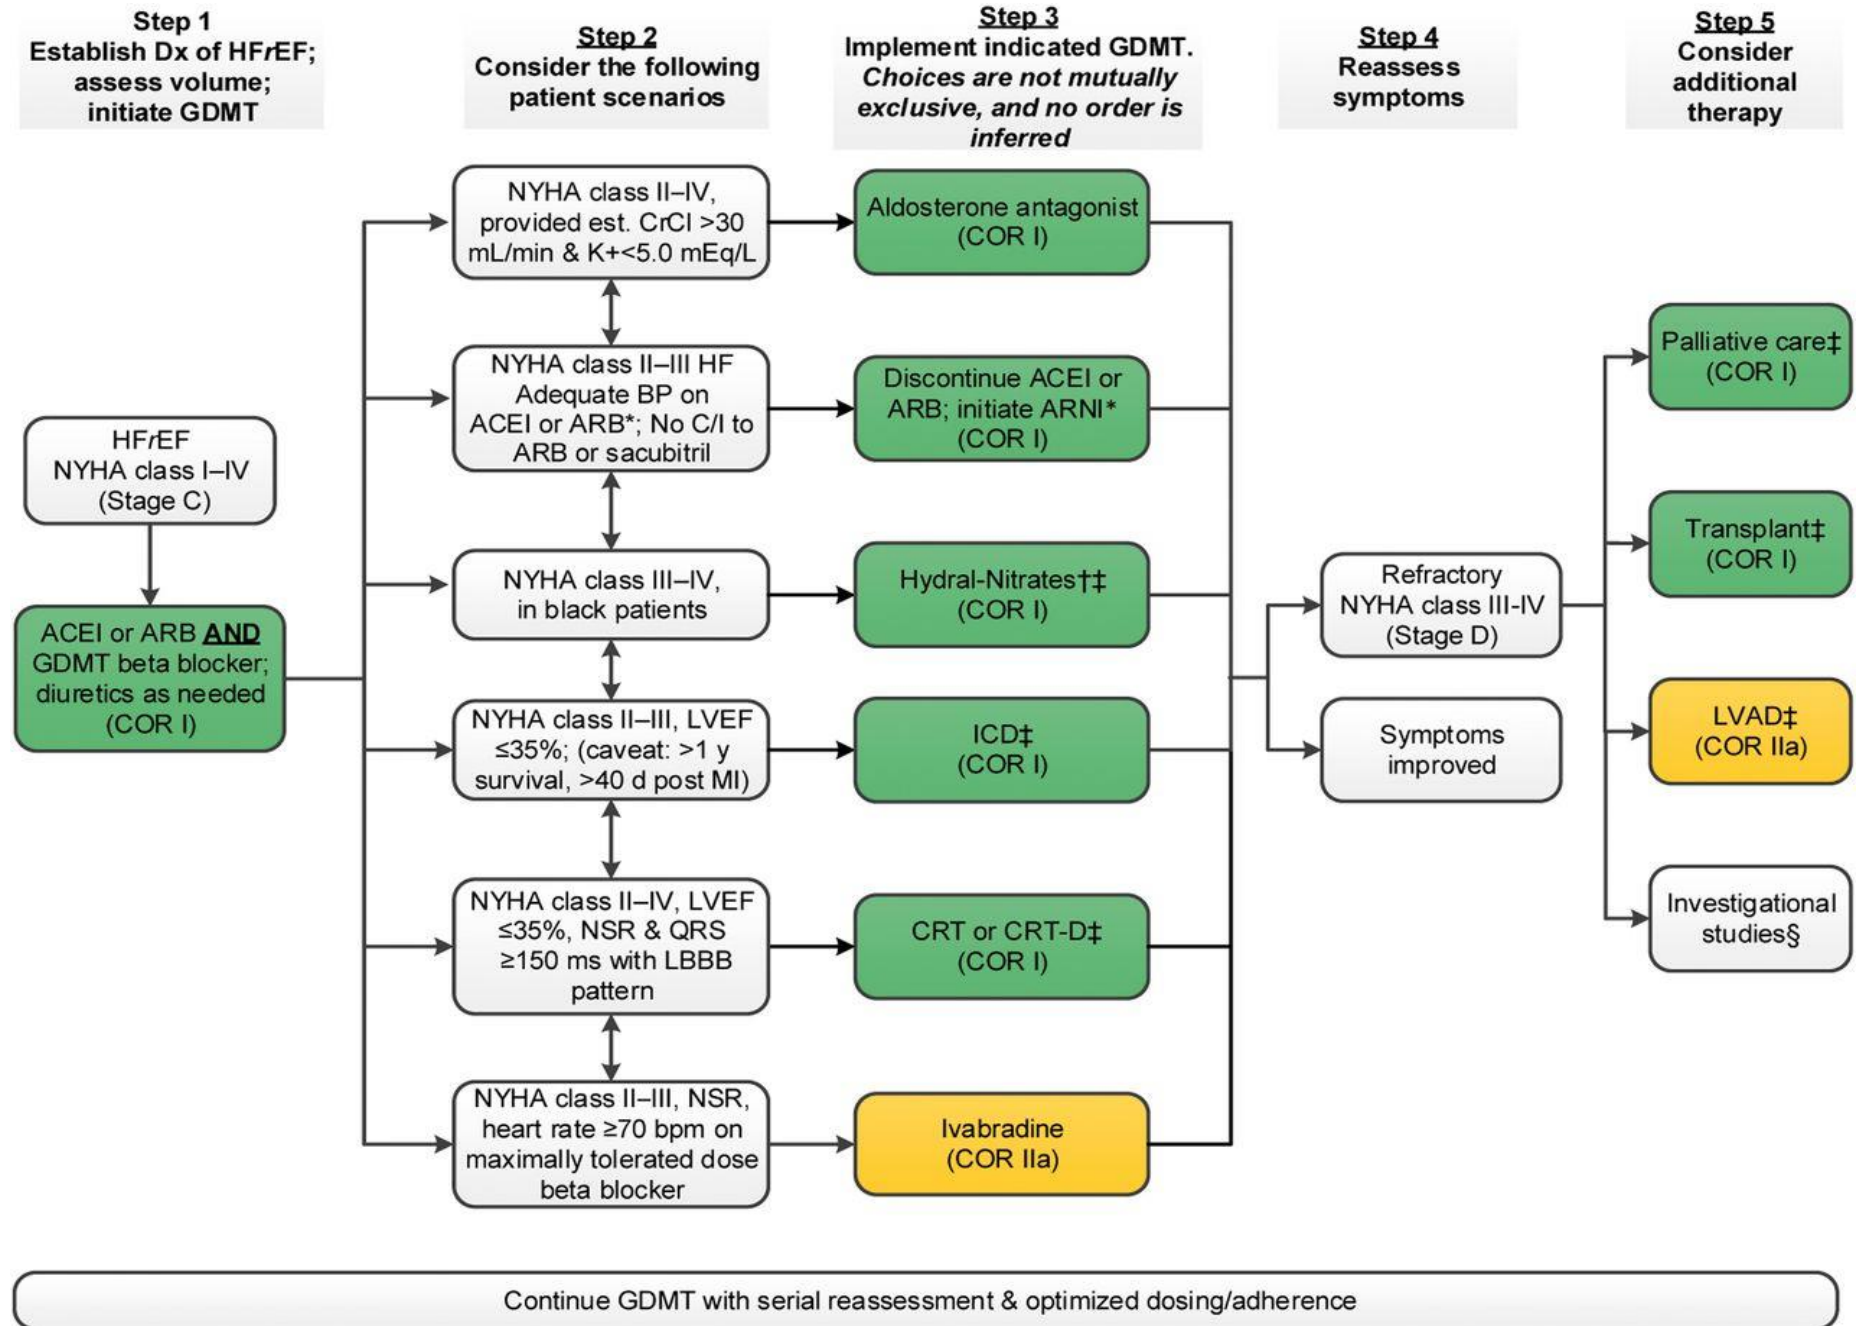 Step 1
Establish Dx of HFrEF;
assess volume;
initiate GDMT
Step 2
Consider the following
patient scenarios
Step 3
Implement indicated GDMT.
Choices are not mutually
exclusive, and no order is
inferred
Step 4
Reassess
symptoms
Step 5
Consider
additional
therapy
HFrEF
NYHA class I–IV
(Stage C)
ACEI or ARB AND
GDMT beta blocker;
diuretics as needed
(COR I)
NYHA class II–IV,
provided est. CrCl >30
mL/min & K+<5.0 mEq/L
Aldosterone antagonist
(COR I)
NYHA class II–III HF
Adequate BP on
ACEI or ARB*; No C/I to
ARB or sacubitril
Discontinue ACEI or
ARB; initiate ARNI*
(COR I)
NYHA class III–IV,
in black patients
Hydral-Nitrates†‡
(COR I)
NYHA class II–III, LVEF
≤35%; (caveat: >1 y
survival, >40 d post MI)
ICD‡
(COR I)
NYHA class II–IV, LVEF
≤35%, NSR & QRS
≥150 ms with LBBB
pattern
CRT or CRT-D‡
(COR I)
NYHA class II–III, NSR,
heart rate ≥70 bpm on
maximally tolerated dose
beta blocker
Ivabradine
(COR IIa)
Refractory
NYHA class III-IV
(Stage D)
Symptoms
improved
Palliative care‡
(COR I)
Transplant‡
(COR I)
LVAD‡
(COR IIa)
Investigational
studies§
Continue GDMT with serial reassessment & optimized dosing/adherence